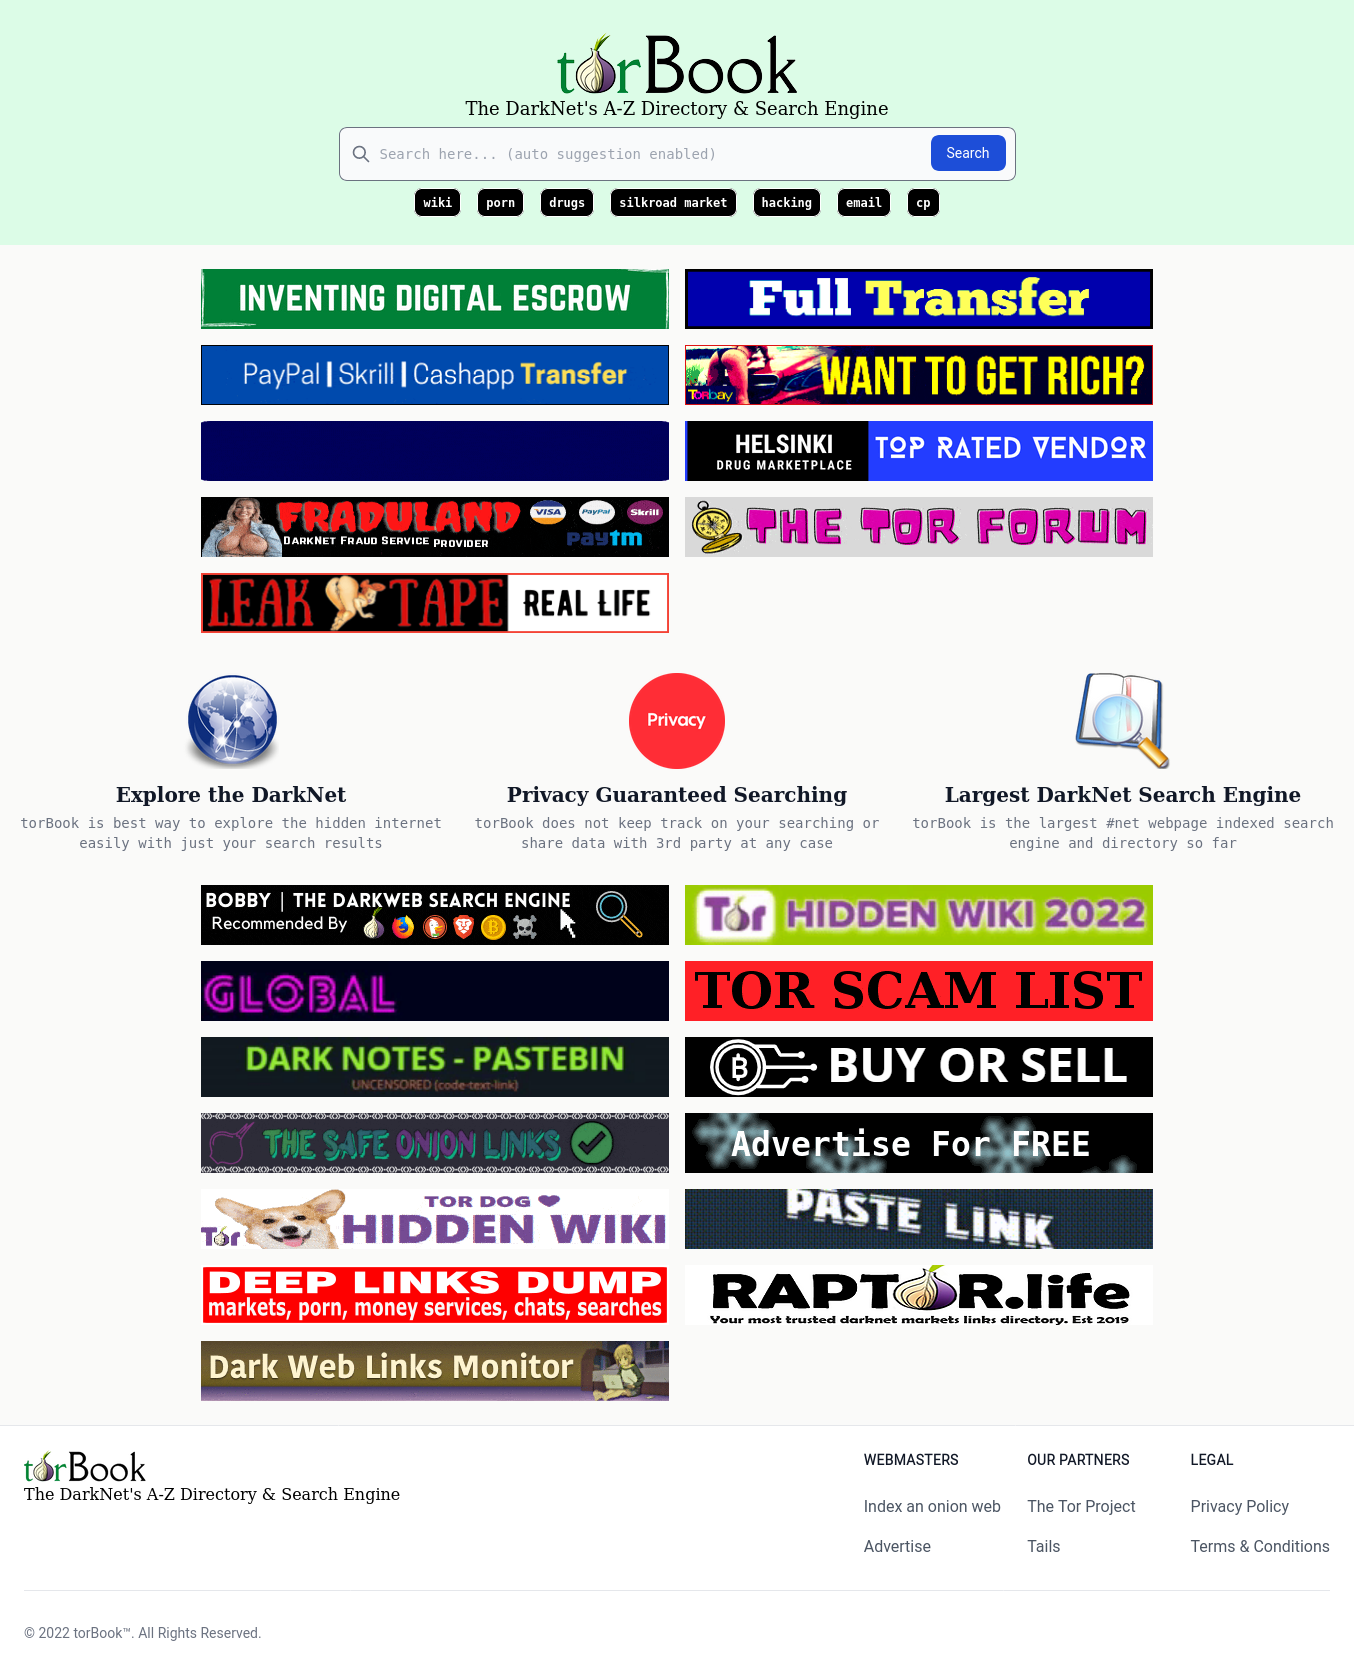 torBook
The DarkNet's A-Z Directory & Search Engine
Search here... (auto suggestion enabled)
Search
wiki
porn
drugs
silkroad market
hacking
email
cp
INVENTING DIGITAL ESCROW
Full Transfer
PayPal | Skrill | Cashapp Transfer
Torbay
WANT TO GET RICH?
HELSINKI
DRUG MARKETPLACE
TOP RATED VENDOR
FRADULAND
DARKNET FRAUD SERVICE PROVIDER
VISA
PayPal
Skrill
paytm
THE TOR FORUM
LEAK TAPE
REAL LIFE
Privacy
Explore the DarkNet
Privacy Guaranteed Searching
Largest DarkNet Search Engine
torBook is best way to explore the hidden internet
easily with just your search results
torBook does not keep track on your searching or
share data with 3rd party at any case
torBook is the largest #net webpage indexed search
engine and directory so far
BOBBY | THE DARKWEB SEARCH ENGINE
Recommended By
Tor HIDDEN WIKI 2022
GLOBAL
TOR SCAM LIST
DARK NOTES - PASTEBIN
UNCENSORED (code-text-link)
BUY OR SELL
THE SAFE ONION LINKS
Advertise For FREE
TOR DOG
Tor
HIDDEN WIKI
PASTE LINK
DEEP LINKS DUMP
markets, porn, money services, chats, searches
RAPTOR.life
Your most trusted darknet markets links directory. Est 2019
Dark Web Links Monitor
torBook
The DarkNet's A-Z Directory & Search Engine
WEBMASTERS
Index an onion web
Advertise
OUR PARTNERS
The Tor Project
Tails
LEGAL
Privacy Policy
Terms & Conditions
© 2022 torBook™. All Rights Reserved.